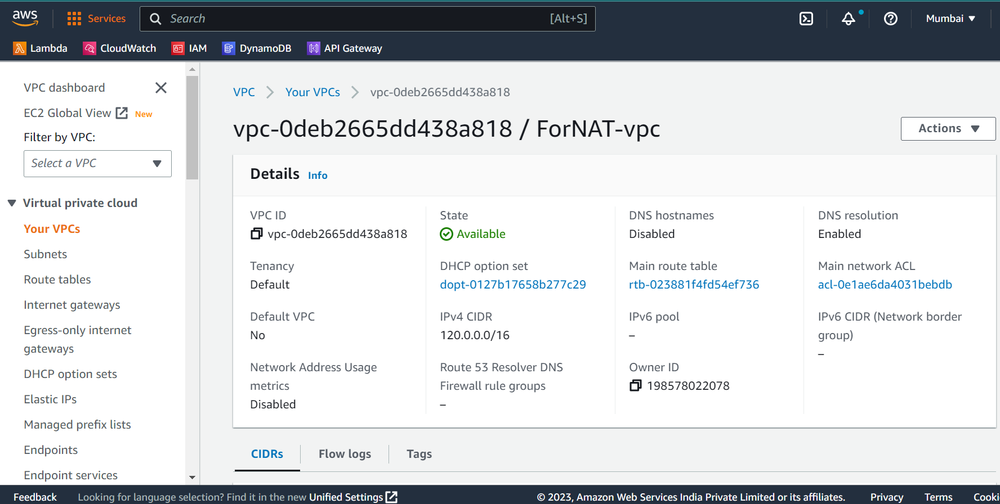 aws
Services
Search [Alt+S]
Mumbai
Lambda CloudWatch IAM DynamoDB API Gateway
VPC dashboard
EC2 Global View New
Filter by VPC:
Select a VPC
Virtual private cloud
Your VPCs
Subnets
Route tables
Internet gateways
Egress-only internet
gateways
DHCP option sets
Elastic IPs
Managed prefix lists
Endpoints
Endpoint services
VPC Your VPCs vpc-0deb2665dd438a818
vpc-0deb2665dd438a818 / ForNAT-vpc
Actions
Details Info
VPC ID
vpc-0deb2665dd438a818
State
Available
DNS hostnames
Disabled
DNS resolution
Enabled
Tenancy
Default
DHCP option set
dopt-0127b17658b277c29
Main route table
rtb-023881f4fd54ef736
Main network ACL
acl-0e1ae6da4031bebdb
Default VPC
No
IPv4 CIDR
120.0.0.0/16
IPv6 pool
–
IPv6 CIDR (Network border
group)
–
Network Address Usage
metrics
Disabled
Route 53 Resolver DNS
Firewall rule groups
–
Owner ID
198578022078
CIDRs Flow logs Tags
Feedback Looking for language selection? Find it in the new Unified Settings © 2023, Amazon Web Services India Private Limited or its affiliates. Privacy Terms Cooki